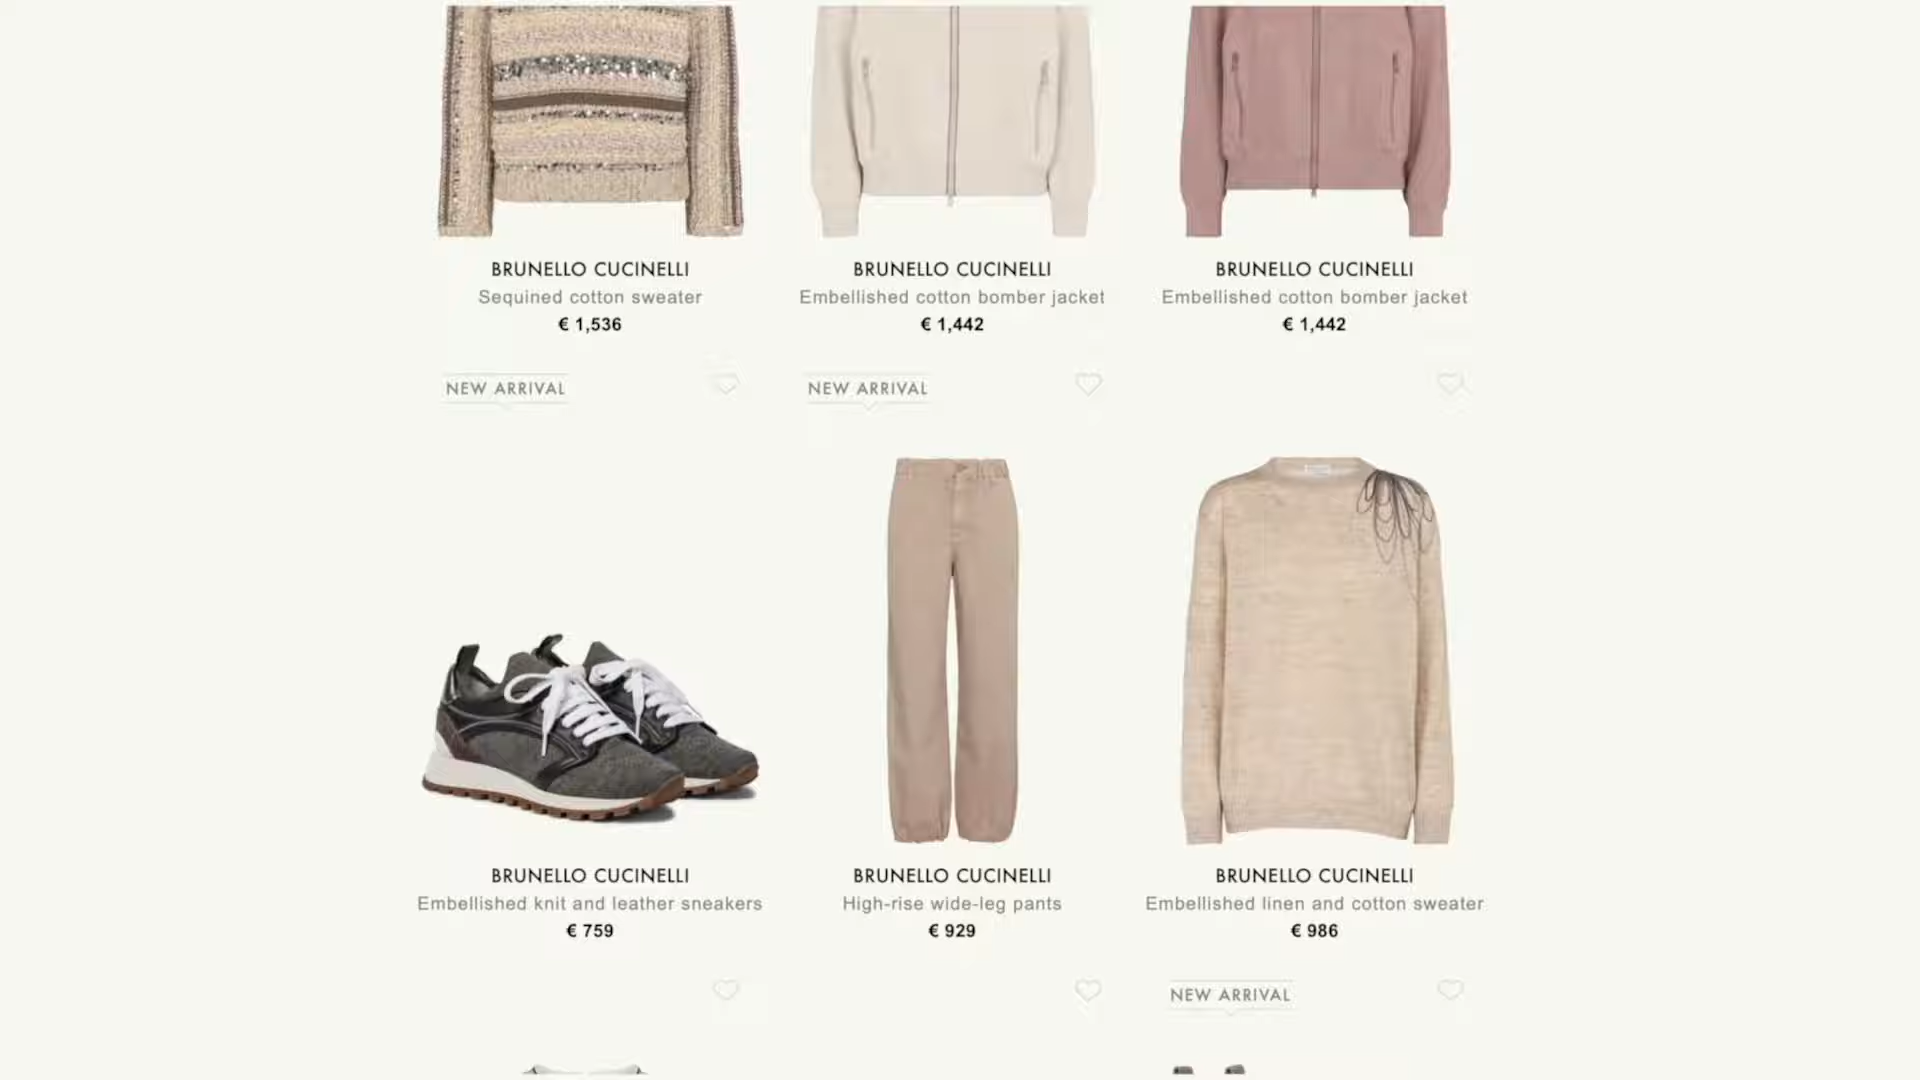 BRUNELLO CUCINELLI
Sequined cotton sweater
€ 1,536
BRUNELLO CUCINELLI
Embellished cotton bomber jacket
€ 1,442
BRUNELLO CUCINELLI
Embellished cotton bomber jacket
€ 1,442
NEW ARRIVAL
NEW ARRIVAL
BRUNELLO CUCINELLI
Embellished knit and leather sneakers
€ 759
BRUNELLO CUCINELLI
High-rise wide-leg pants
€ 929
BRUNELLO CUCINELLI
Embellished linen and cotton sweater
€ 986
NEW ARRIVAL